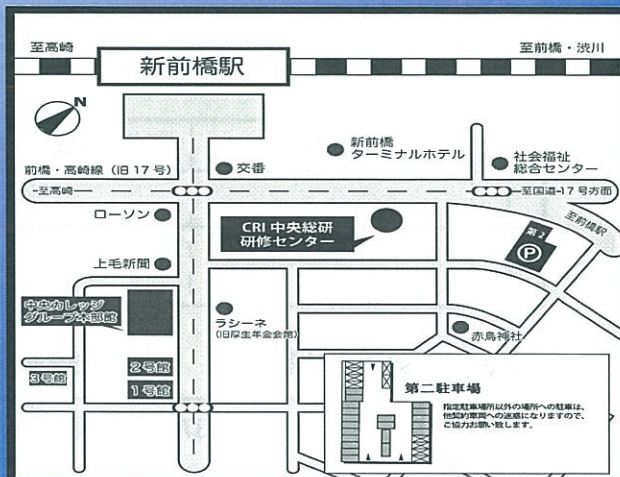 至高崎
至前橋・渋川
新前橋駅
N
新前橋
ターミナルホテル
社会福祉
総合センター
交番
前橋・高崎線（旧17号）
至高崎
至国道17号方面
至前橋駅
ローソン
CRI 中央総研
研修センター
第2
P
上毛新聞
中央カレッジ
グループ本部館
ラシーネ
(旧厚生年金会館)
赤鳥神社
2号館
3号館
1号館
第二駐車場
指定駐車場所以外の場所への駐車は、
他契約車両への迷惑になりますので、
ご協力お願い致します。